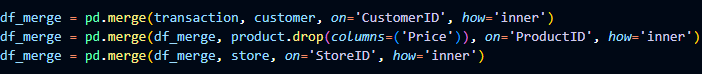 df_merge = pd.merge(transaction, customer, on='CustomerID', how='inner')
df_merge = pd.merge(df_merge, product.drop(columns=('Price')), on='ProductID', how='inner')
df_merge = pd.merge(df_merge, store, on='StoreID', how='inner')